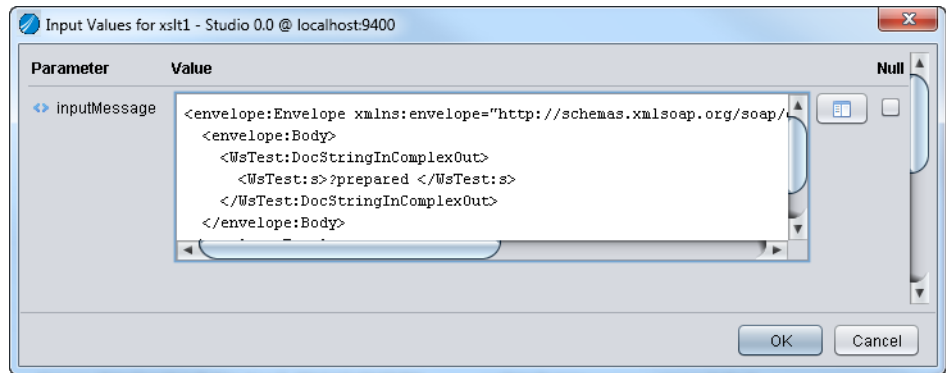 Input Values for xslt1 - Studio 0.0 @ localhost:9400
Parameter Value Null
inputMessage
<envelope:Envelope xmlns:envelope="http://schemas.xmlsoap.org/soap/
<envelope:Body>
<WsTest:DocStringInComplexOut>
<WsTest:s>?prepared </WsTest:s>
</WsTest:DocStringInComplexOut>
</envelope:Body>
OK Cancel